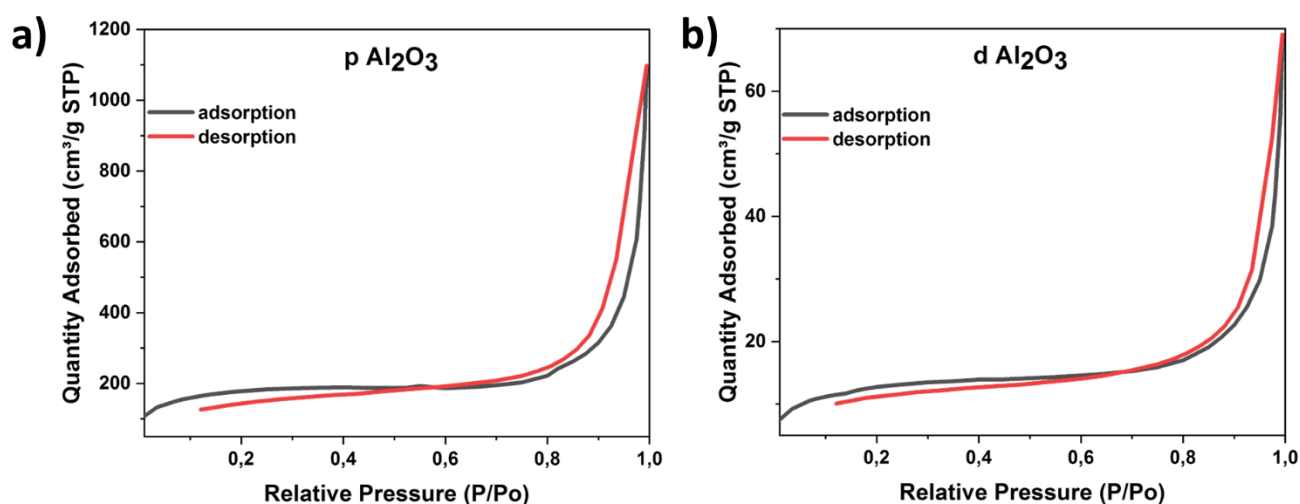 a)
p Al₂O₃
adsorption
desorption
Quantity Adsorbed (cm³/g STP)
1200
1000
800
600
400
200
0,2 0,4 0,6 0,8 1,0
Relative Pressure (P/Po)
b)
d Al₂O₃
adsorption
desorption
Quantity Adsorbed (cm³/g STP)
60
40
20
0,2 0,4 0,6 0,8 1,0
Relative Pressure (P/Po)